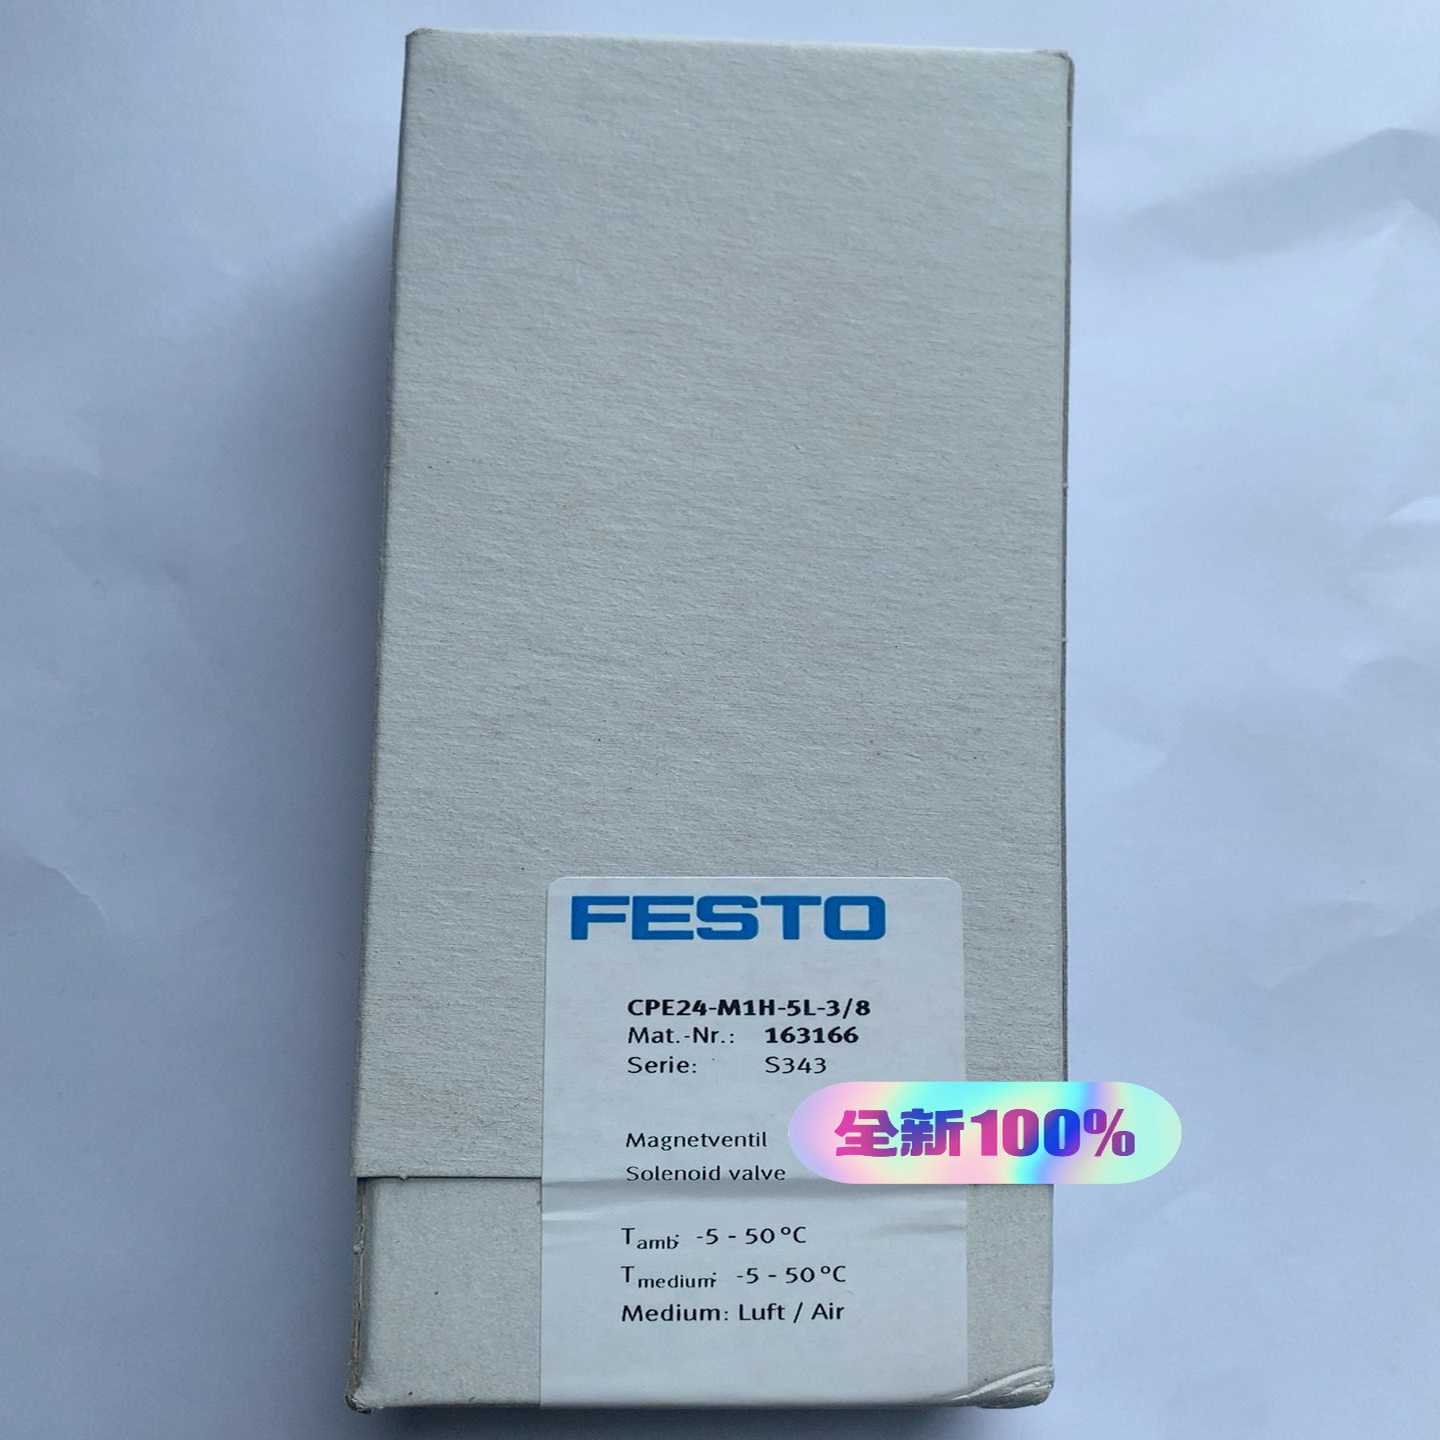 FESTO
CPE24-M1H-5L-3/8
Mat.-Nr.: 163166
Serie: S343
全新100%
Magnetventil
Solenoid valve
Tamb: -5 - 50°C
Tmedium: -5 - 50°C
Medium: Luft / Air